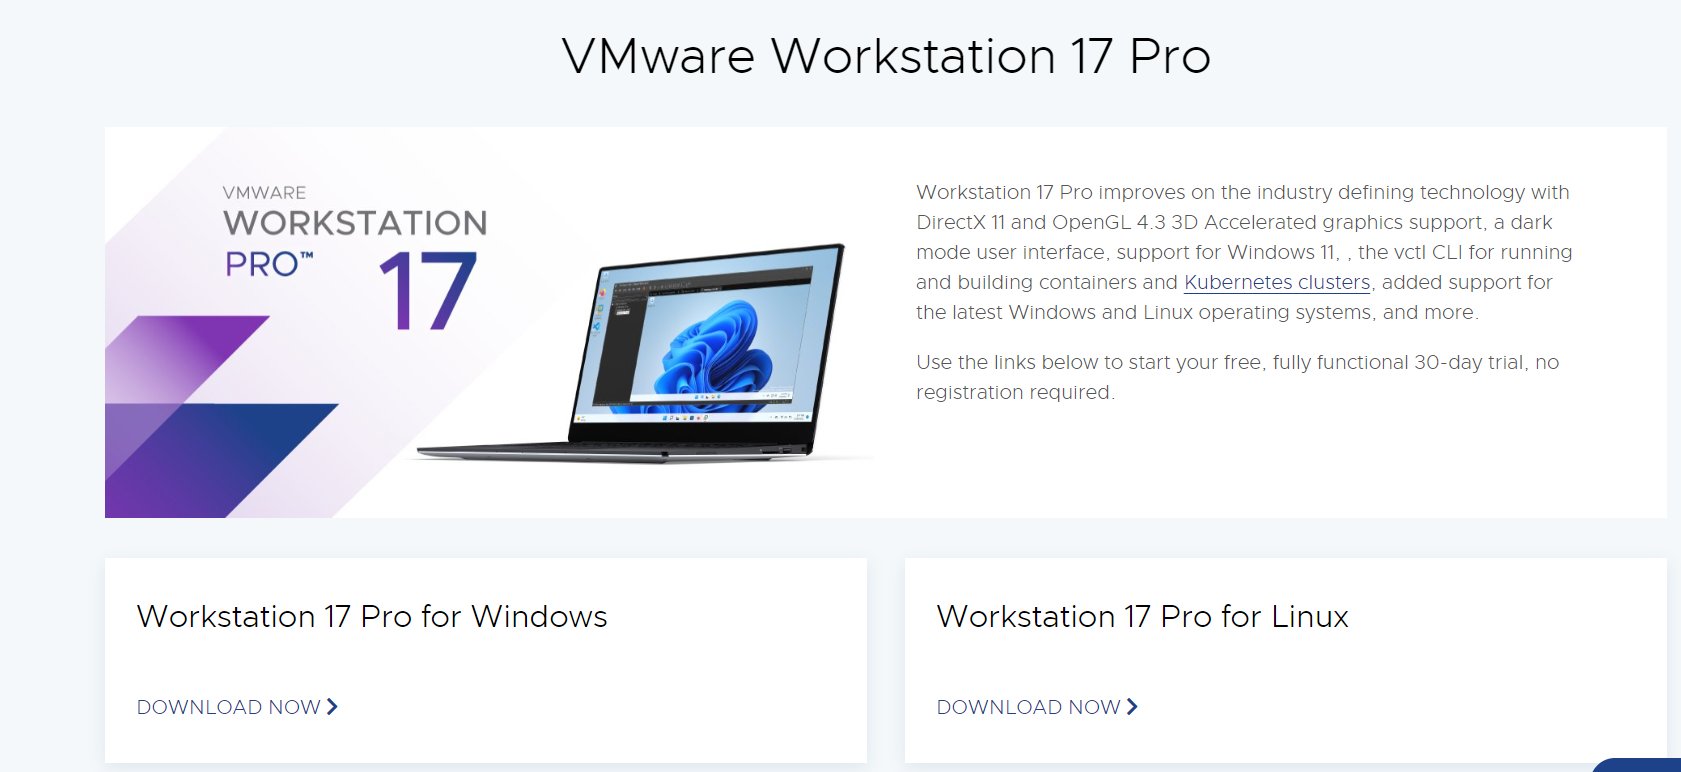 VMware Workstation 17 Pro
VMWARE
WORKSTATION
PRO™ 17
Workstation 17 Pro improves on the industry defining technology with
DirectX 11 and OpenGL 4.3 3D Accelerated graphics support, a dark
mode user interface, support for Windows 11, , the vctl CLI for running
and building containers and Kubernetes clusters, added support for
the latest Windows and Linux operating systems, and more.
Use the links below to start your free, fully functional 30-day trial, no
registration required.
Workstation 17 Pro for Windows
DOWNLOAD NOW
Workstation 17 Pro for Linux
DOWNLOAD NOW